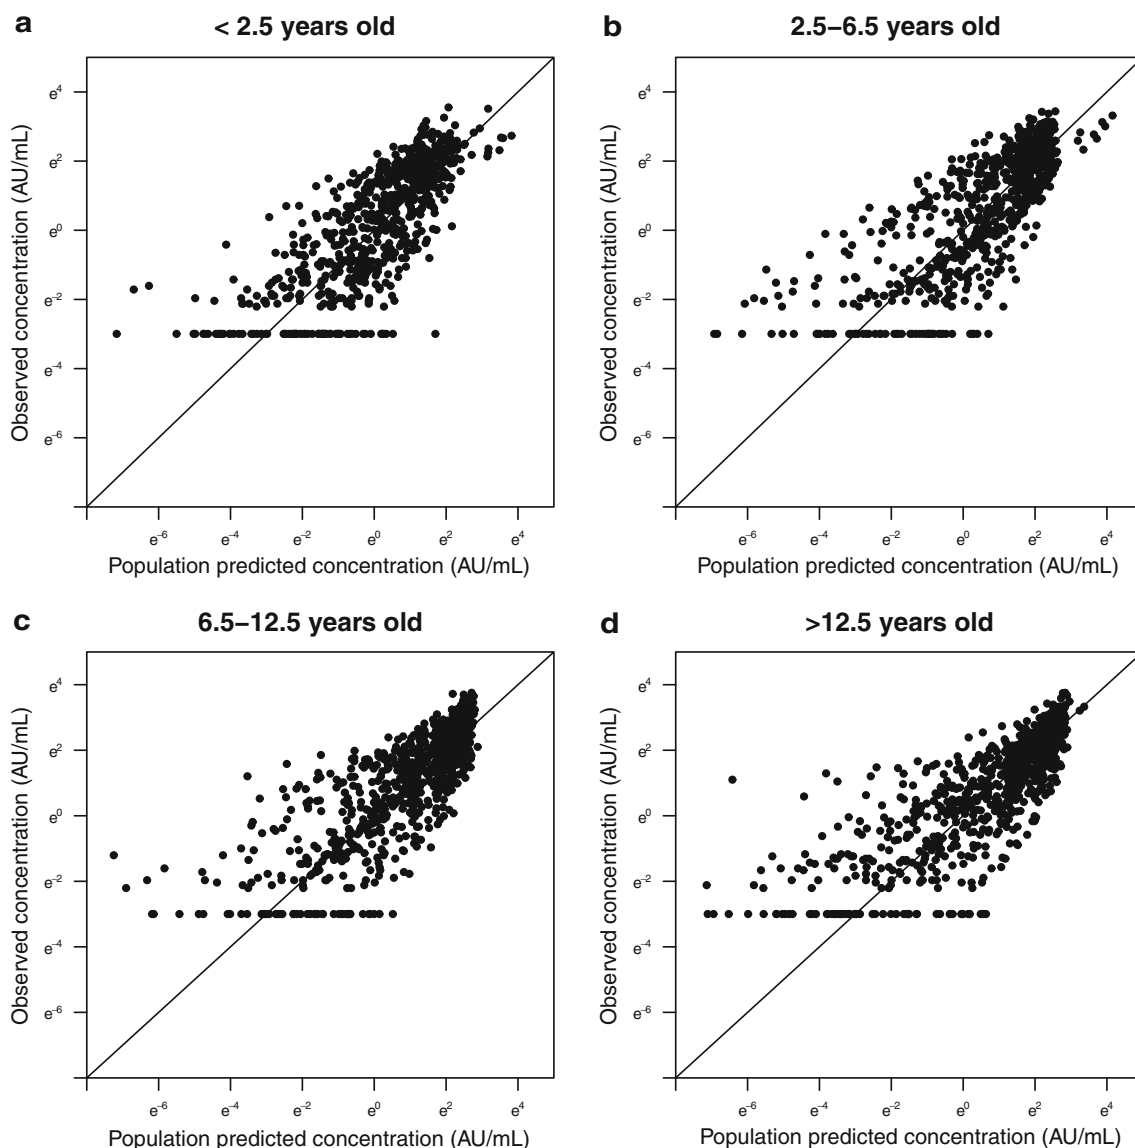 a
< 2.5 years old
Observed concentration (AU/mL)
e⁴
e²
e⁰
e⁻²
e⁻⁴
e⁻⁶
e⁻⁶ e⁻⁴ e⁻² e⁰ e² e⁴
Population predicted concentration (AU/mL)
b
2.5–6.5 years old
Observed concentration (AU/mL)
e⁴
e²
e⁰
e⁻²
e⁻⁴
e⁻⁶
e⁻⁶ e⁻⁴ e⁻² e⁰ e² e⁴
Population predicted concentration (AU/mL)
c
6.5–12.5 years old
Observed concentration (AU/mL)
e⁴
e²
e⁰
e⁻²
e⁻⁴
e⁻⁶
e⁻⁶ e⁻⁴ e⁻² e⁰ e² e⁴
Population predicted concentration (AU/mL)
d
>12.5 years old
Observed concentration (AU/mL)
e⁴
e²
e⁰
e⁻²
e⁻⁴
e⁻⁶
e⁻⁶ e⁻⁴ e⁻² e⁰ e² e⁴
Population predicted concentration (AU/mL)